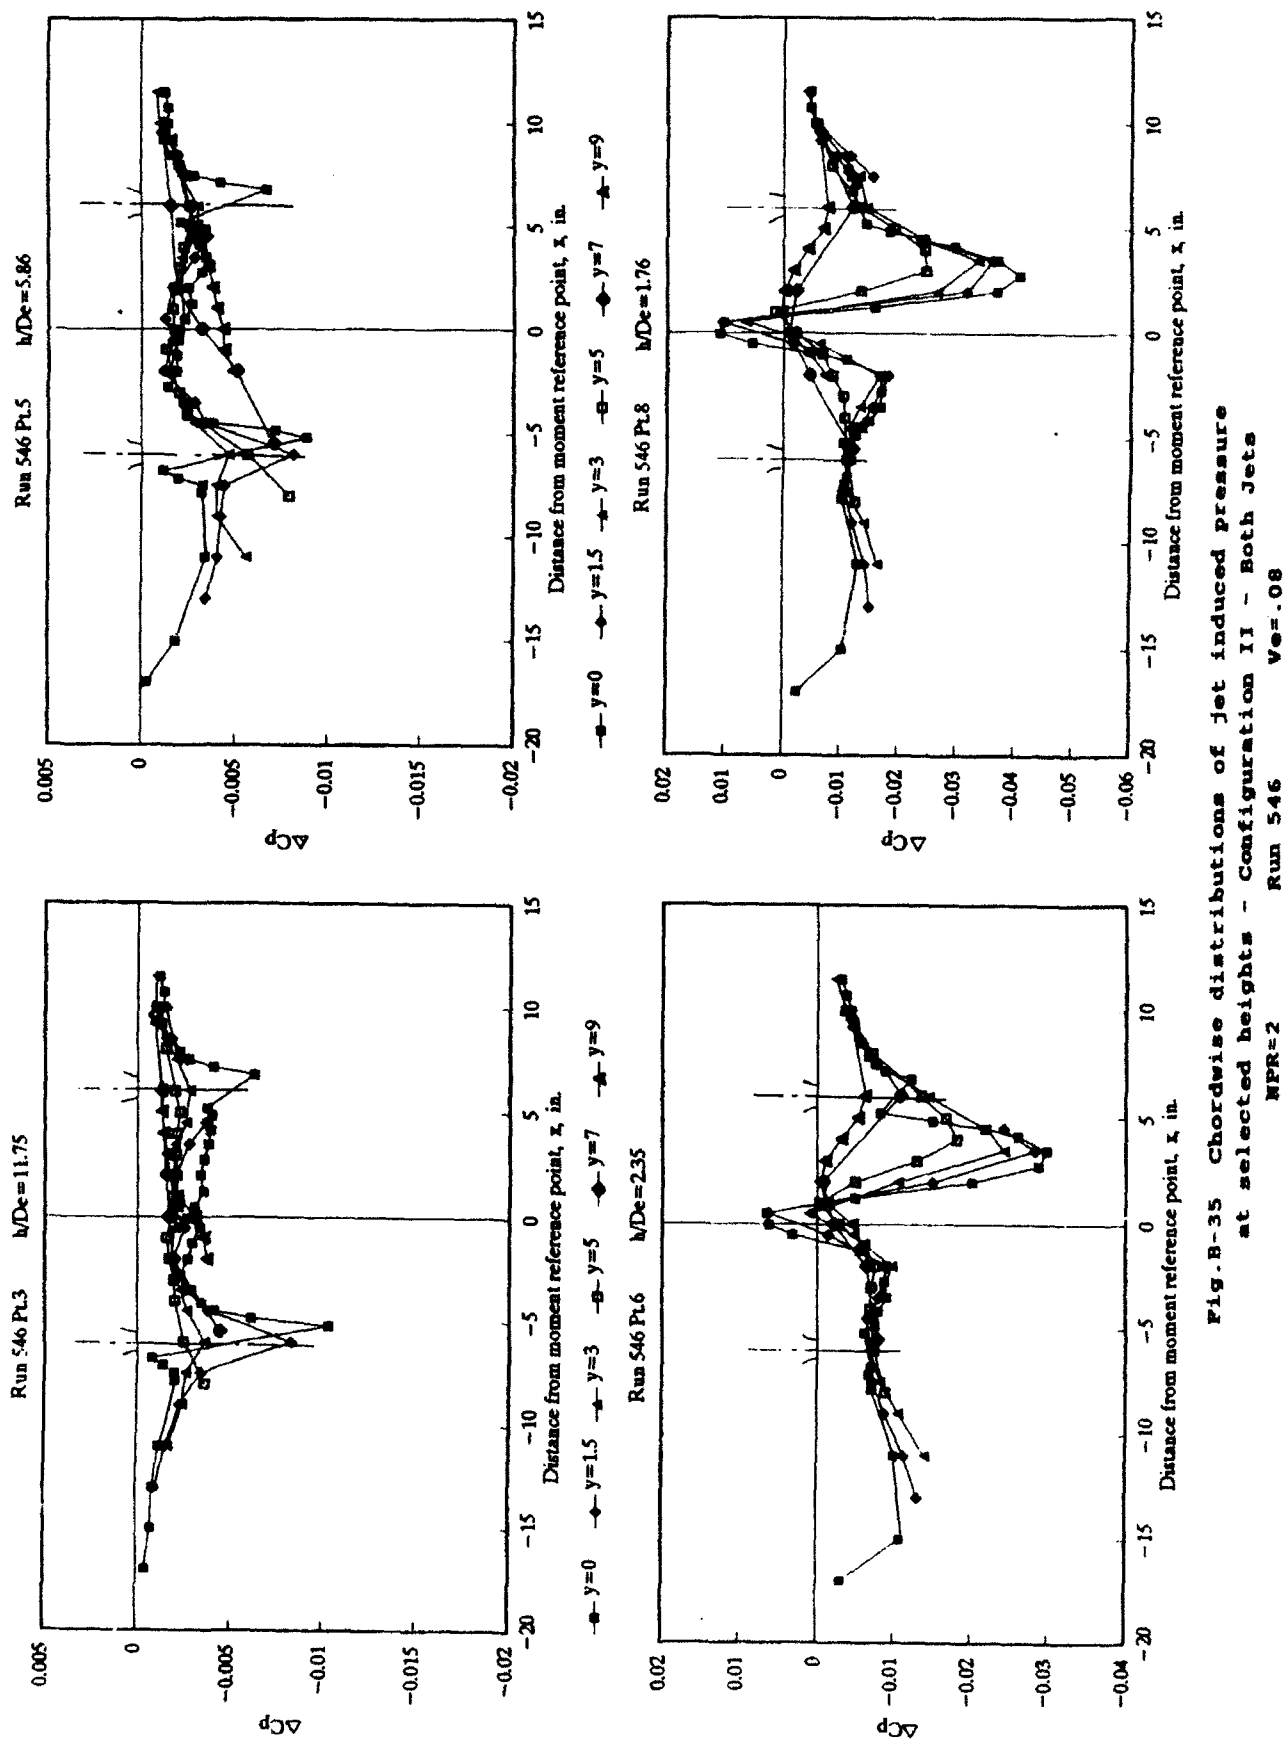 Run 546 Pt.3 h/De=11.75
0.005
0
-0.005
-0.01
-0.015
-0.02
ΔCp
-20 -15 -10 -5 0 5 10 15
Distance from moment reference point, x, in.
y=0 y=1.5 y=3 y=5 y=7 y=9
Run 546 Pt.5 h/De=5.86
0.005
0
-0.005
-0.01
-0.015
-0.02
ΔCp
-20 -15 -10 -5 0 5 10 15
Distance from moment reference point, x, in.
y=0 y=1.5 y=3 y=5 y=7 y=9
Run 546 Pt.6 h/De=2.35
0.02
0.01
0
-0.01
-0.02
-0.03
-0.04
ΔCp
-20 -15 -10 -5 0 5 10 15
Distance from moment reference point, x, in.
Run 546 Pt.8 h/De=1.76
0.02
0.01
0
-0.01
-0.02
-0.03
-0.04
-0.05
-0.06
ΔCp
-20 -15 -10 -5 0 5 10 15
Distance from moment reference point, x, in.
Fig.B-35 Chordwise distributions of jet induced pressure
at selected heights - Configuration II - Both Jets
NPR=2 Run 546 Ve=.08